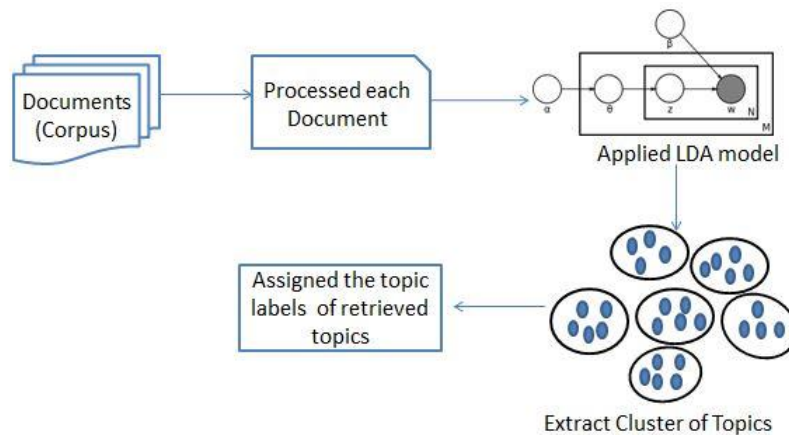 Documents
(Corpus)
Processed each
Document
β
α
θ
z
w
N
M
Applied LDA model
Assigned the topic
labels of retrieved
topics
Extract Cluster of Topics